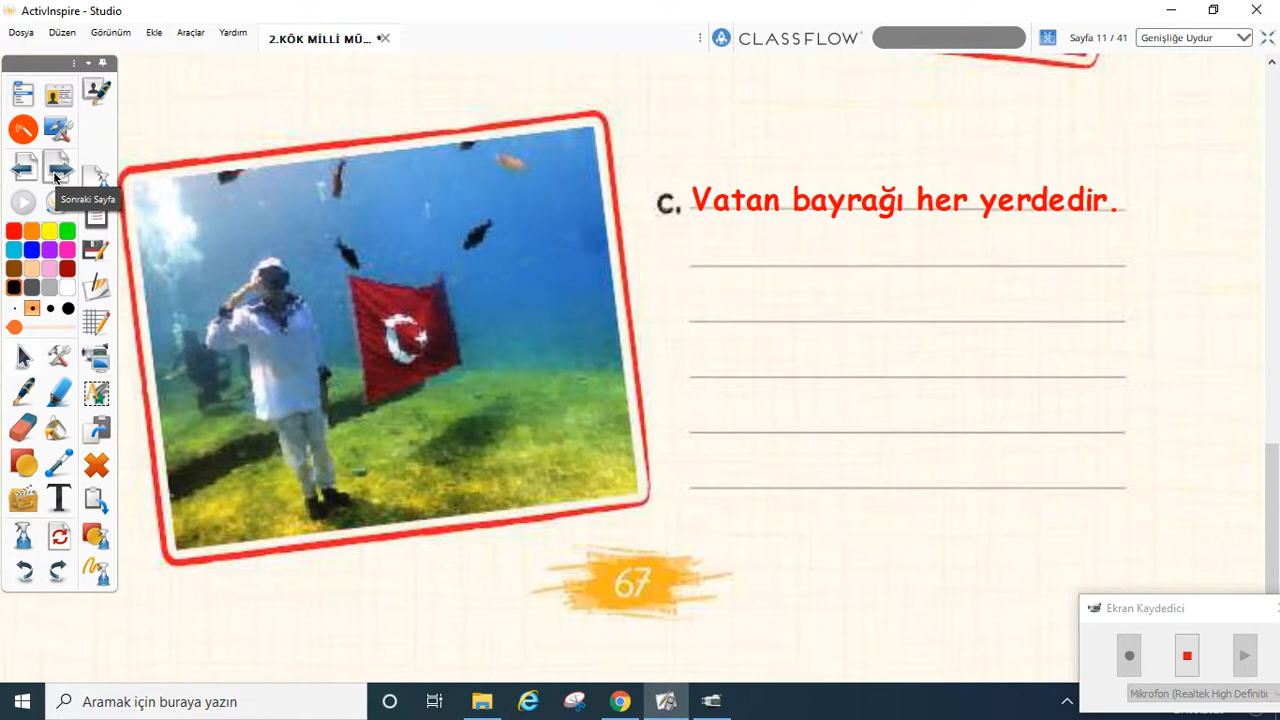 ActivInspire - Studio
Dosya Düzen Görünüm Ekle Araçlar Yardım
2.KÖK MİLLİ MÜ...
CLASSFLOW
Sayfa 11 / 41
Genişliğe Uydur
Sonraki Sayfa
c. Vatan bayrağı her yerdedir.
67
T
Ekran Kaydedici
Mikrofon (Realtek High Definitic
Aramak için buraya yazın